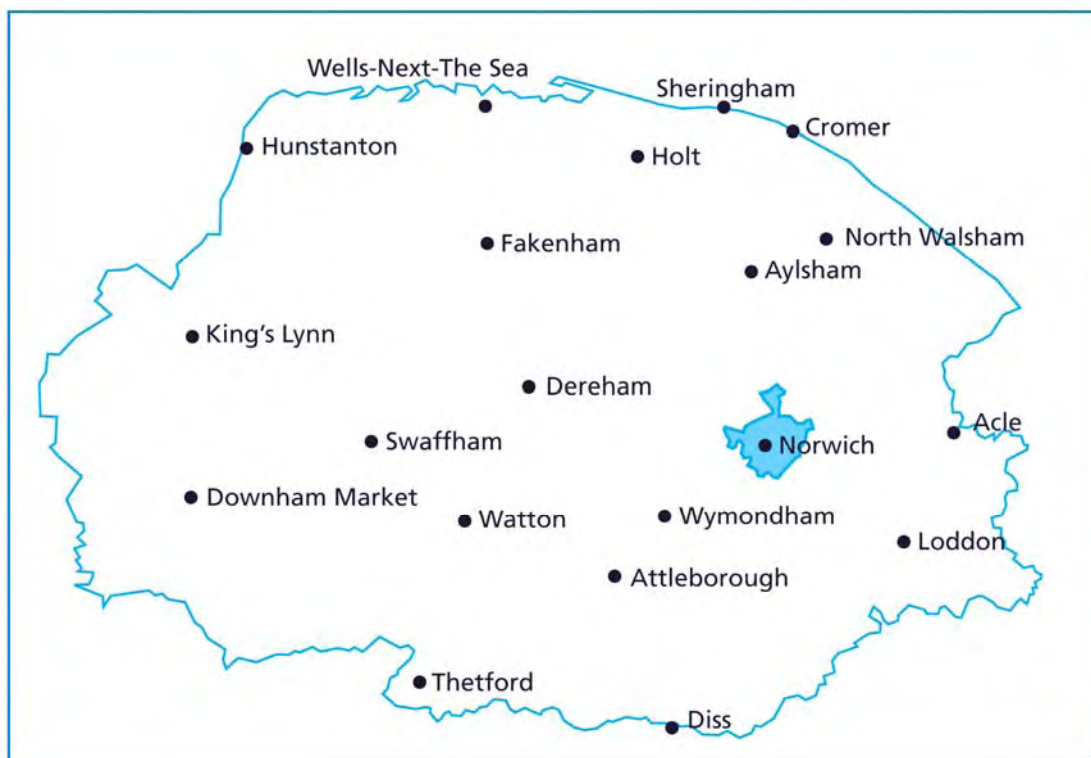 Wells-Next-The Sea
Sheringham
Cromer
Hunstanton
Holt
North Walsham
Fakenham
Aylsham
King's Lynn
Dereham
Acle
Swaffham
Norwich
Downham Market
Watton
Wymondham
Loddon
Attleborough
Thetford
Diss